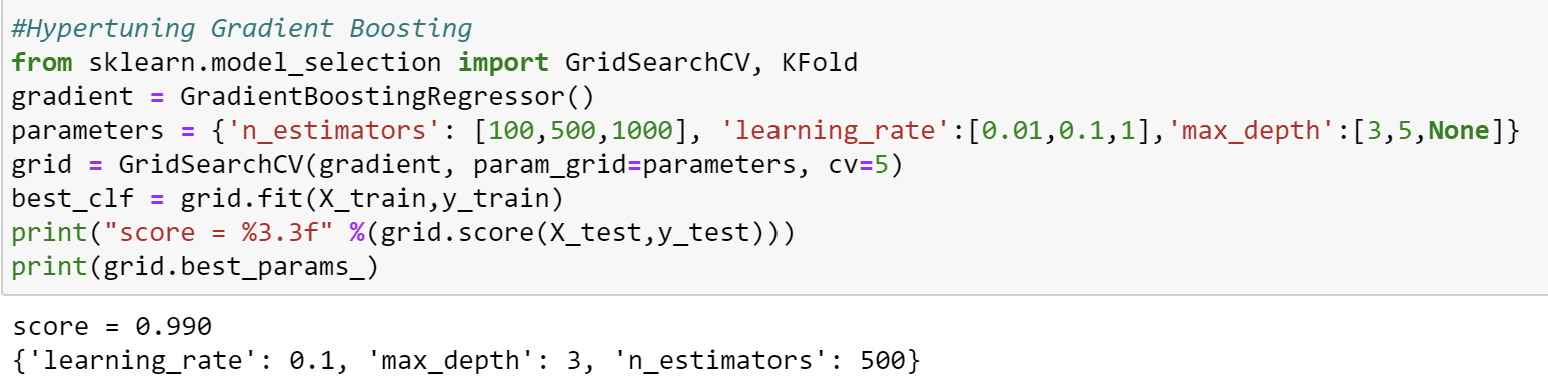 #Hypertuning Gradient Boosting
from sklearn.model_selection import GridSearchCV, KFold
gradient = GradientBoostingRegressor()
parameters = {'n_estimators': [100,500,1000], 'learning_rate':[0.01,0.1,1],'max_depth':[3,5,None]}
grid = GridSearchCV(gradient, param_grid=parameters, cv=5)
best_clf = grid.fit(X_train,y_train)
print("score = %3.3f" %(grid.score(X_test,y_test)))
print(grid.best_params_)
score = 0.990
{'learning_rate': 0.1, 'max_depth': 3, 'n_estimators': 500}